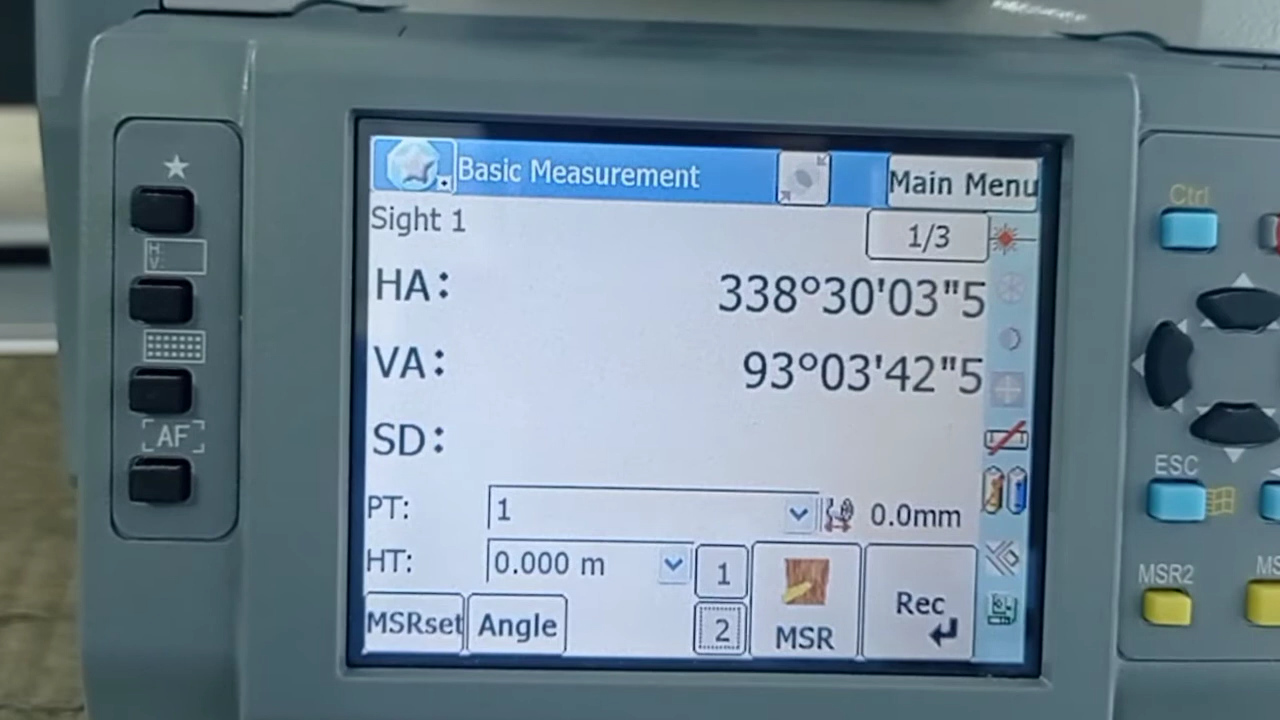 Basic Measurement
Main Menu
Sight 1
1/3
HA: 338°30'03"5
VA: 93°03'42"5
SD:
PT: 1 0.0mm
HT: 0.000 m
1
2
MSRset Angle MSR Rec
H:
V:
AF
Ctrl
ESC
MSR2